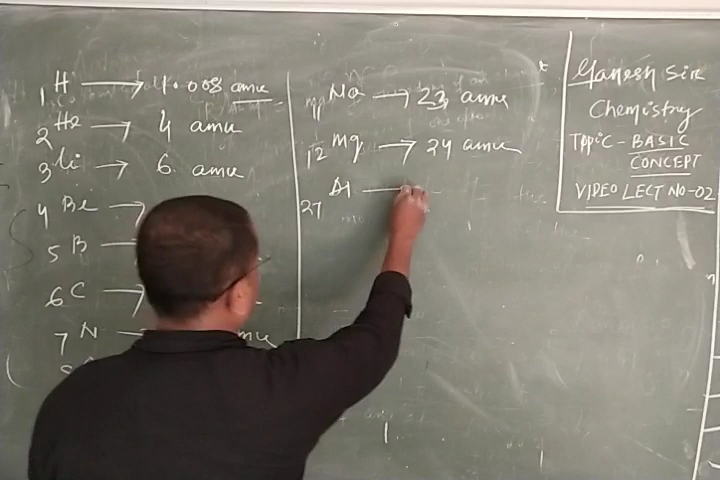 1 H → 1.008 amu
2 He → 4 amu
3 Li → 6. amu
4 Be →
5 B
6 C →
7 N amu
11 Na → 23 amu
12 Mg → 24 amu
27 Al
Ganesh Sir
Chemistry
Topic - BASIC
CONCEPT
VIDEO LECT NO-02